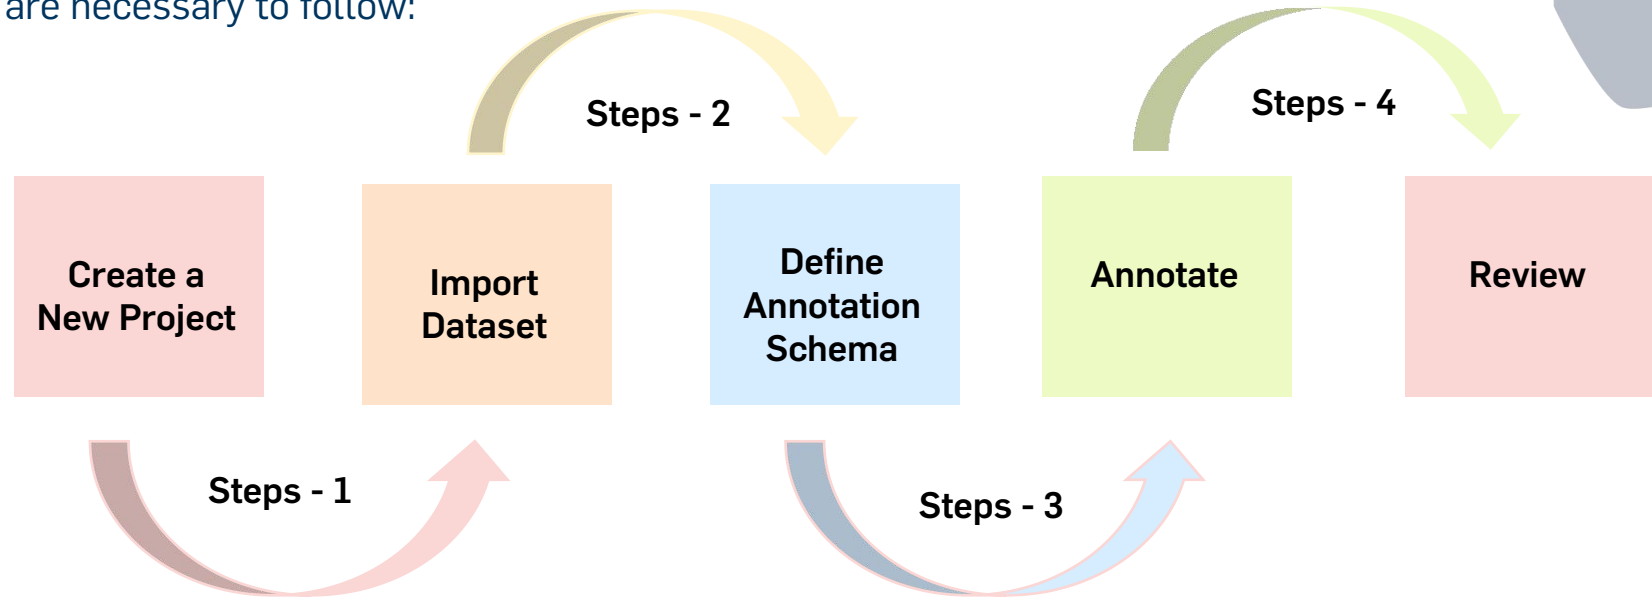 are necessary to follow:
Steps - 2
Steps - 4
Create a
New Project
Import
Dataset
Define
Annotation
Schema
Annotate
Review
Steps - 1
Steps - 3